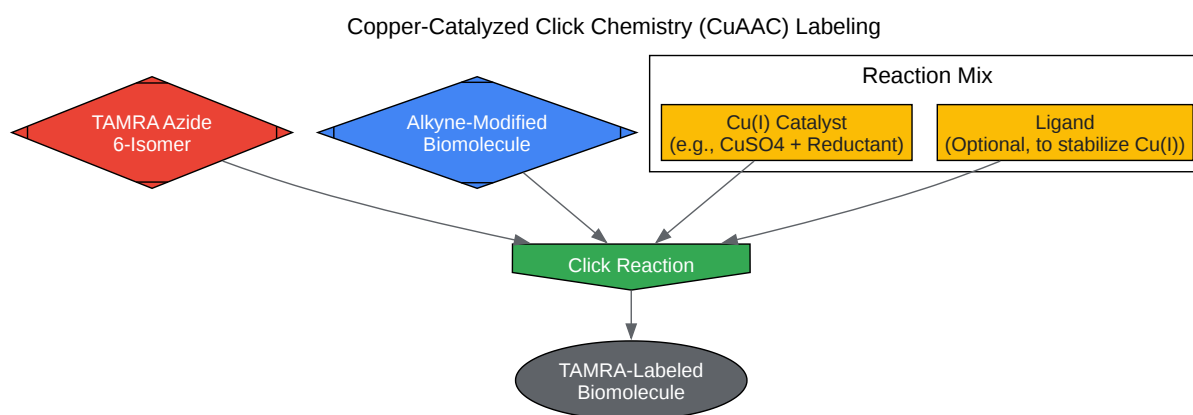 Copper-Catalyzed Click Chemistry (CuAAC) Labeling
TAMRA Azide
6-Isomer
Alkyne-Modified
Biomolecule
Reaction Mix
Cu(I) Catalyst
(e.g., CuSO4 + Reductant)
Ligand
(Optional, to stabilize Cu(I))
Click Reaction
TAMRA-Labeled
Biomolecule